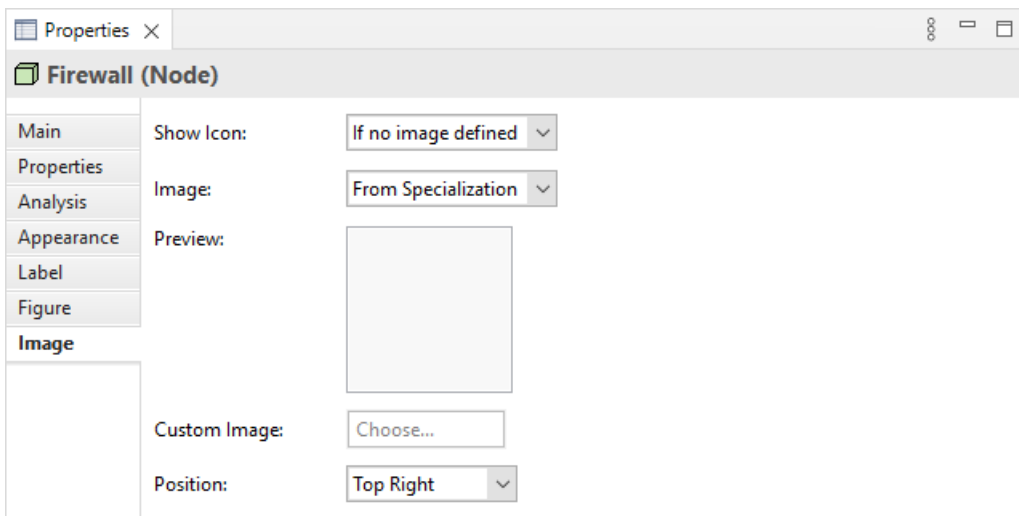 Properties
Firewall (Node)
Main
Properties
Analysis
Appearance
Label
Figure
Image
Show Icon: If no image defined
Image: From Specialization
Preview:
Custom Image: Choose...
Position: Top Right